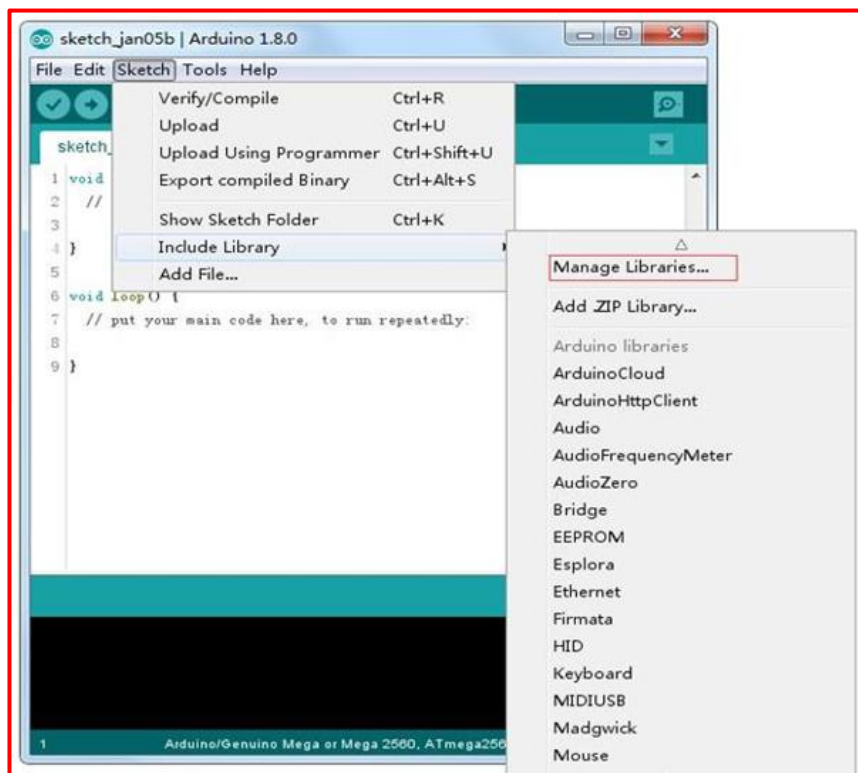 sketch_jan05b | Arduino 1.8.0
File Edit Sketch Tools Help
Verify/Compile Ctrl+R
Upload Ctrl+U
sketch_
Upload Using Programmer Ctrl+Shift+U
1 void
Export compiled Binary Ctrl+Alt+S
2 //
3
Show Sketch Folder Ctrl+K
4 }
Include Library
5
Add File...
6 void loop() {
7 // put your main code here, to run repeatedly:
8
9 }
Manage Libraries...
Add .ZIP Library...
Arduino libraries
ArduinoCloud
ArduinoHttpClient
Audio
AudioFrequencyMeter
AudioZero
Bridge
EEPROM
Esplora
Ethernet
Firmata
HID
Keyboard
MIDIUSB
Madgwick
Mouse
1 Arduino/Genuino Mega or Mega 2560, ATmega256